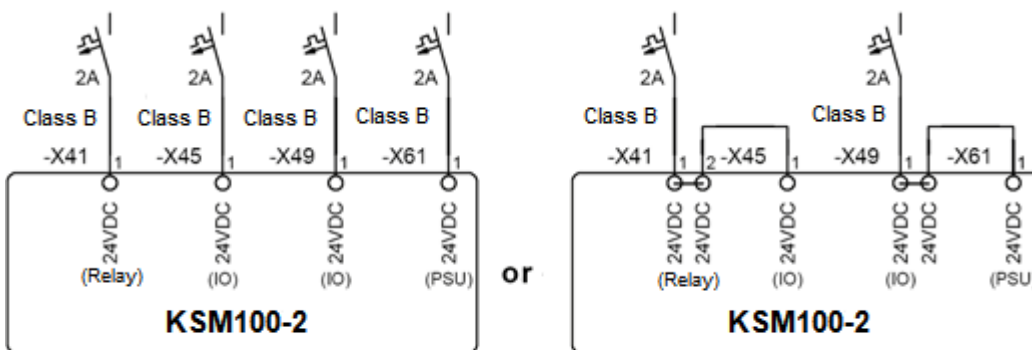 2A 2A 2A 2A 2A 2A
Class B Class B Class B Class B Class B Class B
-X41 1 -X45 1 -X49 1 -X61 1 -X41 1 2 -X45 1 -X49 1 -X61 1
24VDC 24VDC 24VDC 24VDC 24VDC 24VDC 24VDC 24VDC 24VDC 24VDC
(Relay) (IO) (IO) (PSU) or (Relay) (IO) (IO) (PSU
KSM100-2 KSM100-2